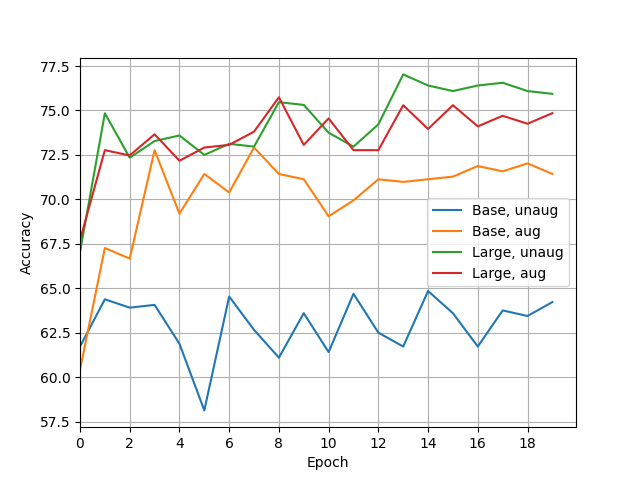 77.5
75.0
72.5
70.0
67.5
65.0
62.5
60.0
57.5
Accuracy
Base, unaug
Base, aug
Large, unaug
Large, aug
0 2 4 6 8 10 12 14 16 18
Epoch